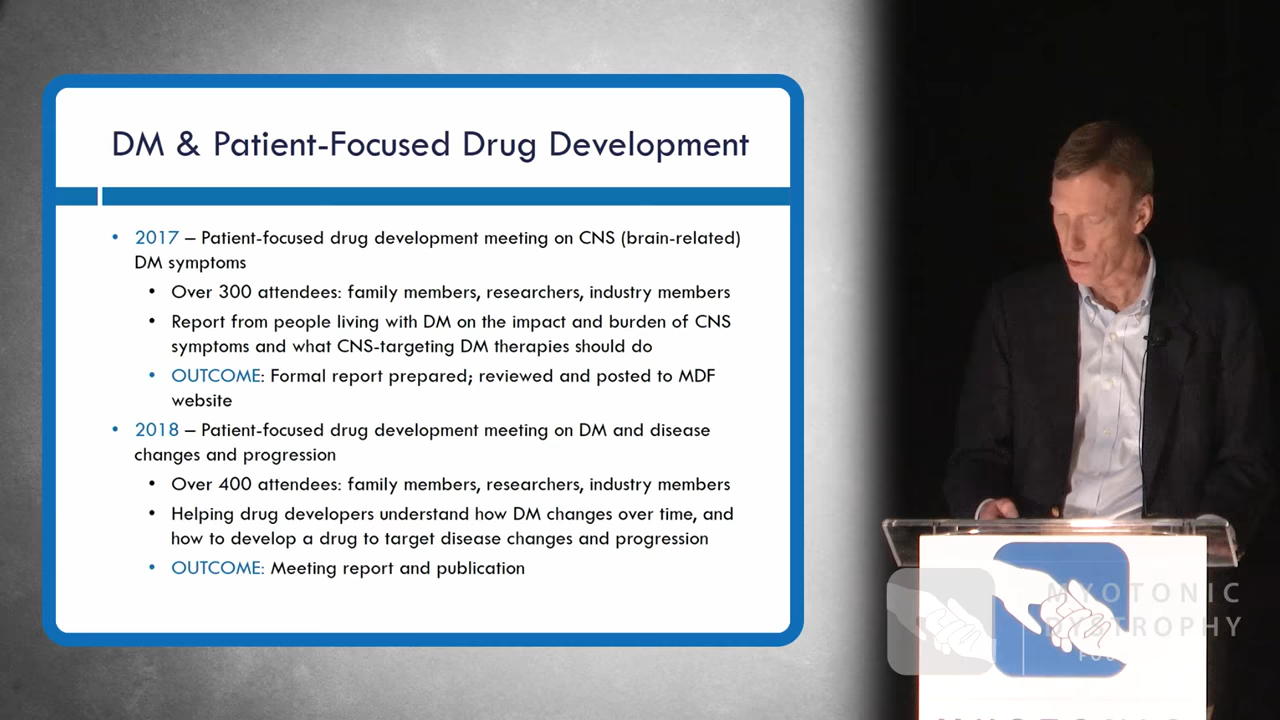 DM & Patient-Focused Drug Development
• 2017 – Patient-focused drug development meeting on CNS (brain-related)
DM symptoms
• Over 300 attendees: family members, researchers, industry members
• Report from people living with DM on the impact and burden of CNS
symptoms and what CNS-targeting DM therapies should do
• OUTCOME: Formal report prepared; reviewed and posted to MDF
website
• 2018 – Patient-focused drug development meeting on DM and disease
changes and progression
• Over 400 attendees: family members, researchers, industry members
• Helping drug developers understand how DM changes over time, and
how to develop a drug to target disease changes and progression
• OUTCOME: Meeting report and publication
MYOTONIC
DYSTROPHY